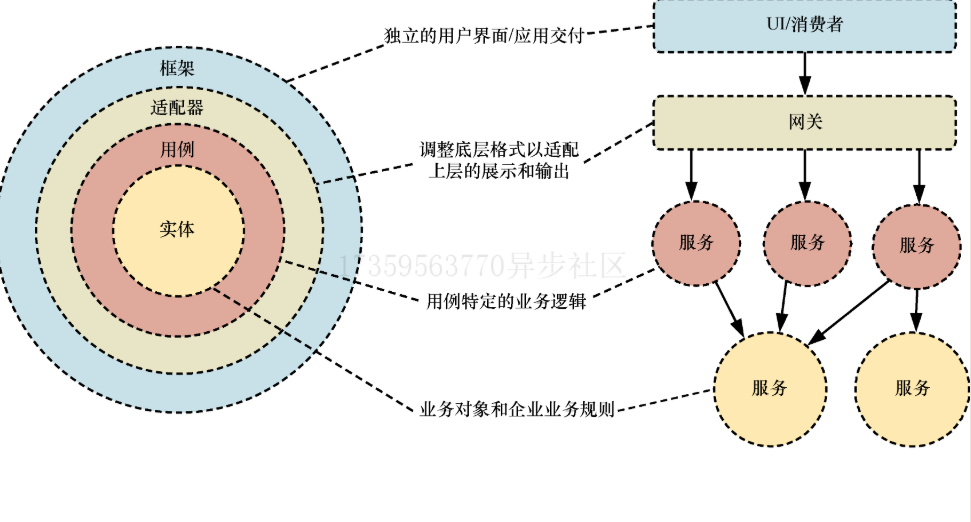 框架
适配器
用例
实体
独立的用户界面/应用交付
调整底层格式以适配
上层的展示和输出
17359563770异步社区
用例特定的业务逻辑
业务对象和企业业务规则
UI/消费者
网关
服务
服务
服务
服务
服务